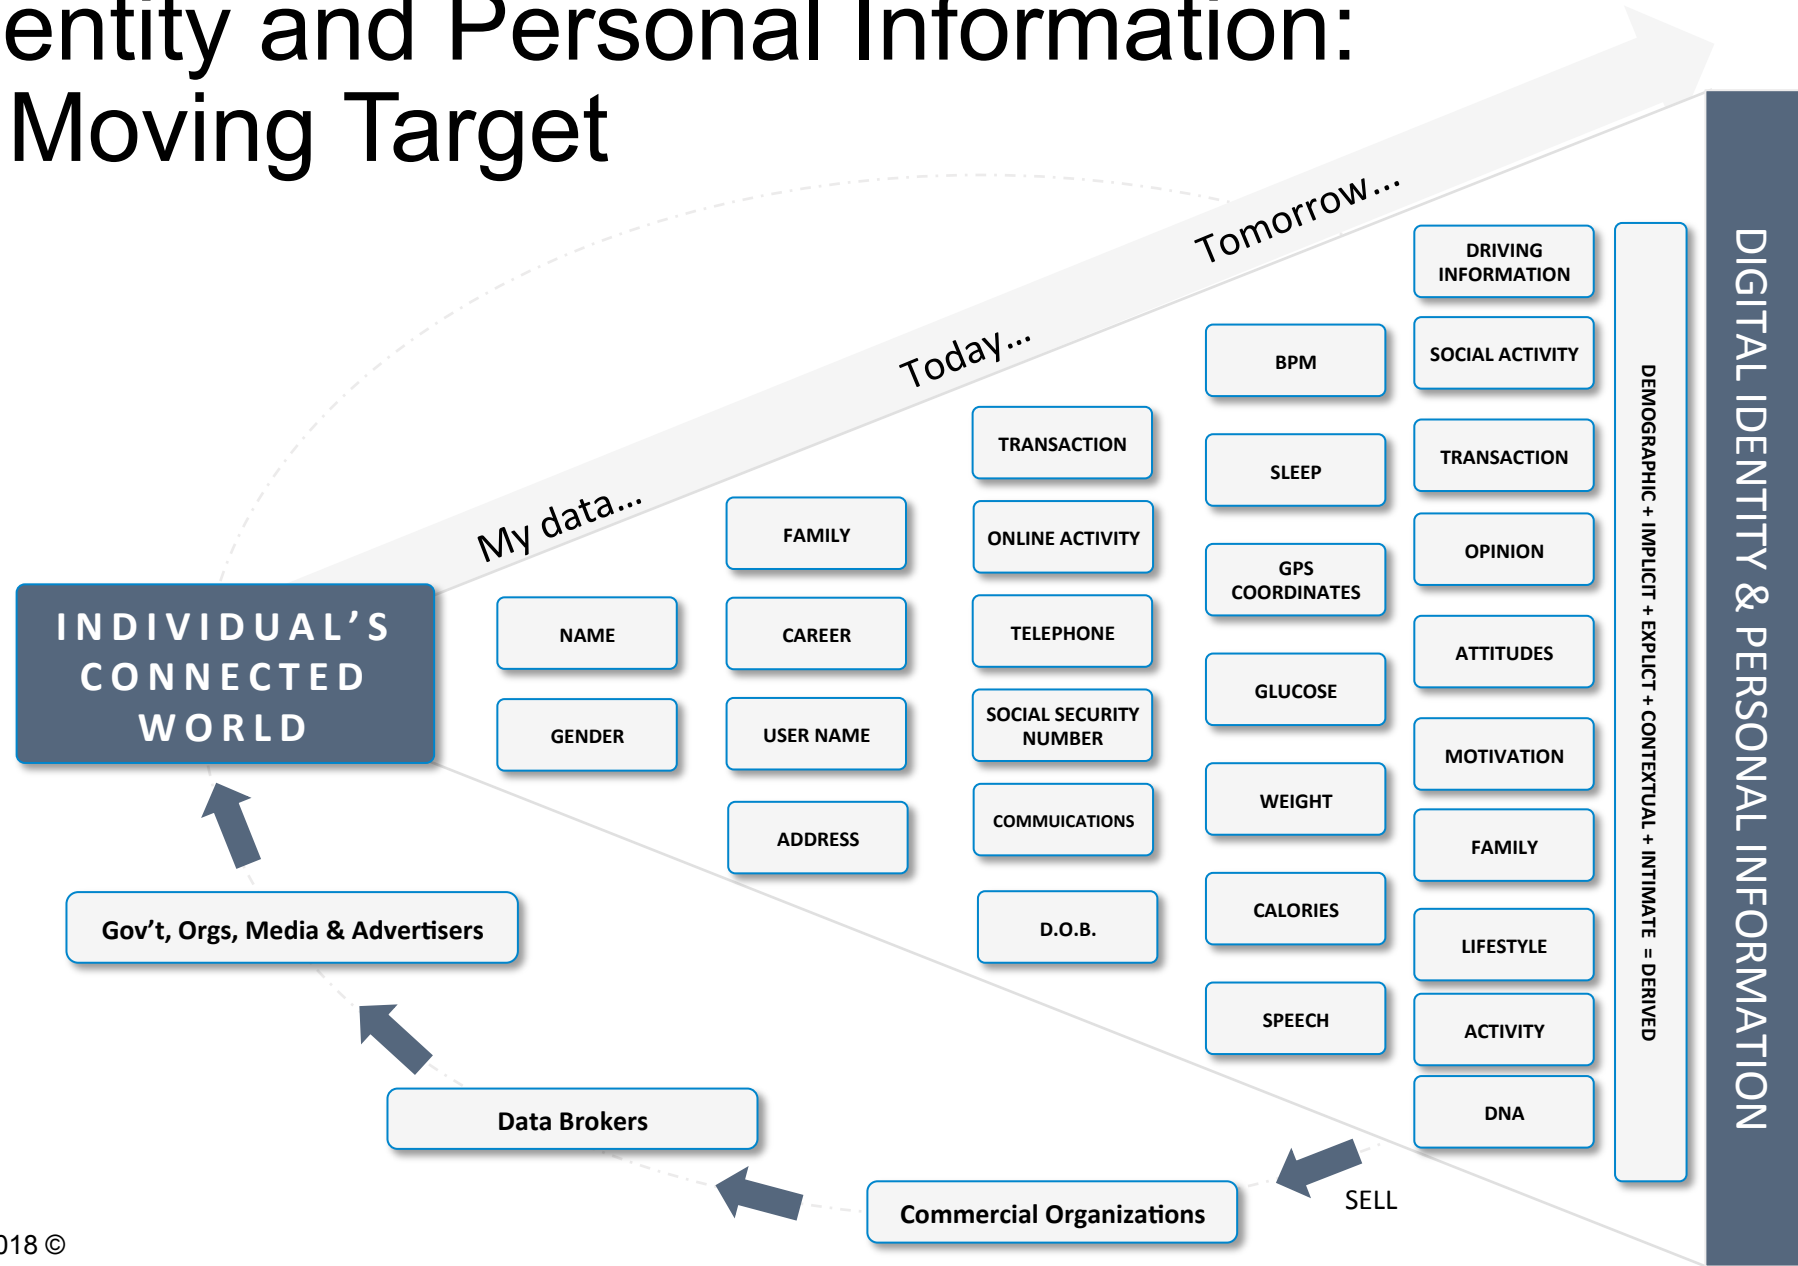 entity and Personal Information:
Moving Target
My data...
Today...
Tomorrow...
INDIVIDUAL'S
CONNECTED
WORLD
NAME
GENDER
FAMILY
CAREER
USER NAME
ADDRESS
TRANSACTION
ONLINE ACTIVITY
TELEPHONE
SOCIAL SECURITY
NUMBER
COMMUICATIONS
D.O.B.
BPM
SLEEP
GPS
COORDINATES
GLUCOSE
WEIGHT
CALORIES
SPEECH
DRIVING
INFORMATION
SOCIAL ACTIVITY
TRANSACTION
OPINION
ATTITUDES
MOTIVATION
FAMILY
LIFESTYLE
ACTIVITY
DNA
DEMOGRAPHIC + IMPLICIT + EXPLICT + CONTEXTUAL + INTIMATE = DERIVED
DIGITAL IDENTITY & PERSONAL INFORMATION
SELL
Commercial Organizations
Data Brokers
Gov't, Orgs, Media & Advertisers
018 ©